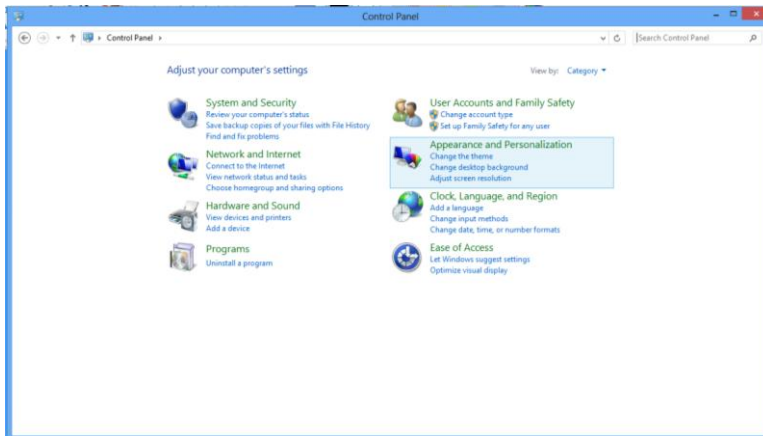 Control Panel
Control Panel
Search Control Panel
Adjust your computer's settings
View by: Category
System and Security
Review your computer's status
Save backup copies of your files with File History
Find and fix problems
Network and Internet
Connect to the Internet
View network status and tasks
Choose homegroup and sharing options
Hardware and Sound
View devices and printers
Add a device
Programs
Uninstall a program
User Accounts and Family Safety
Change account type
Set up Family Safety for any user
Appearance and Personalization
Change the theme
Change desktop background
Adjust screen resolution
Clock, Language, and Region
Add a language
Change input methods
Change date, time, or number formats
Ease of Access
Let Windows suggest settings
Optimize visual display